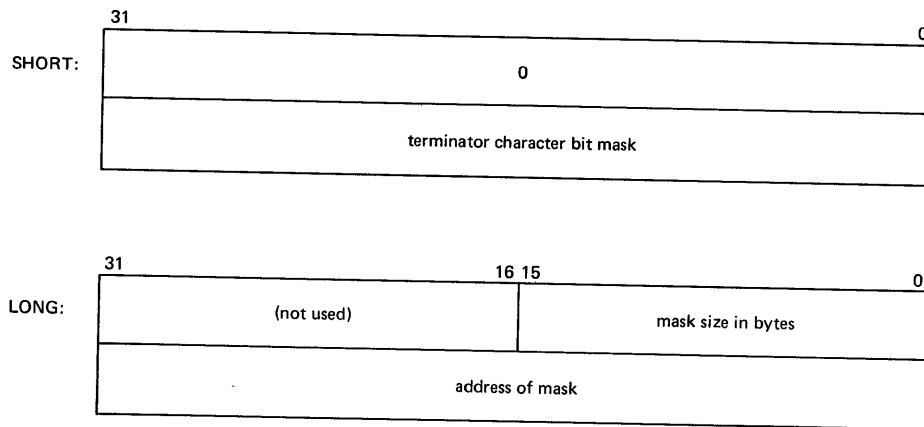 31 0
SHORT: 0
terminator character bit mask
31 16 15 0
LONG: (not used) mask size in bytes
address of mask